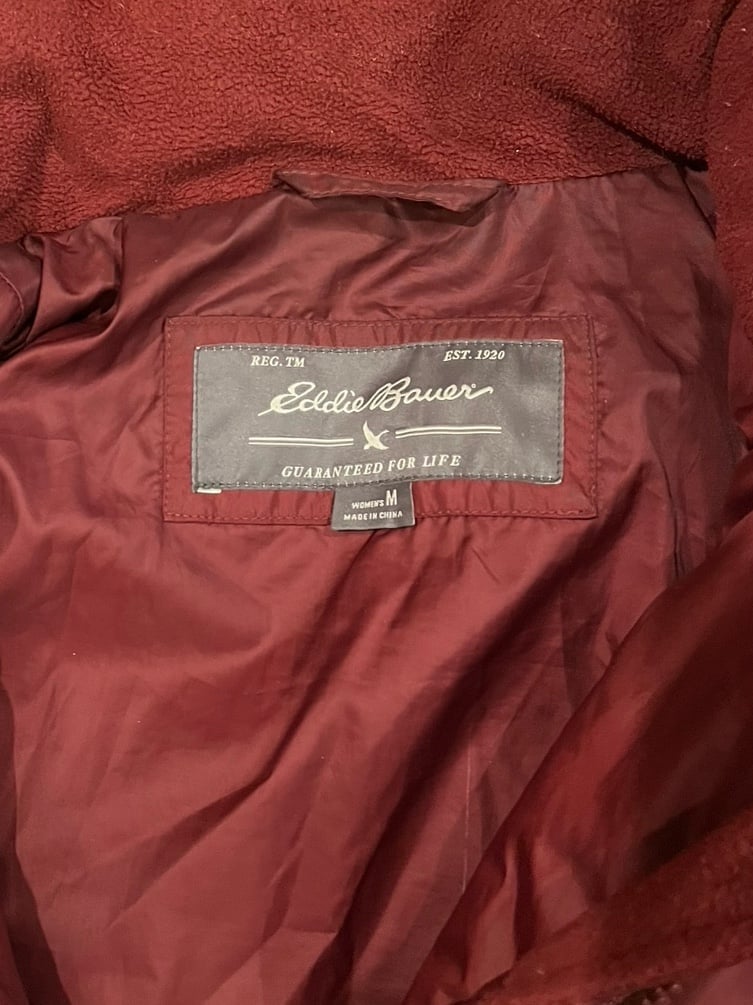 REG. TM EST. 1920
Eddie Bauer
GUARANTEED FOR LIFE
WOMEN'S M
MADE IN CHINA